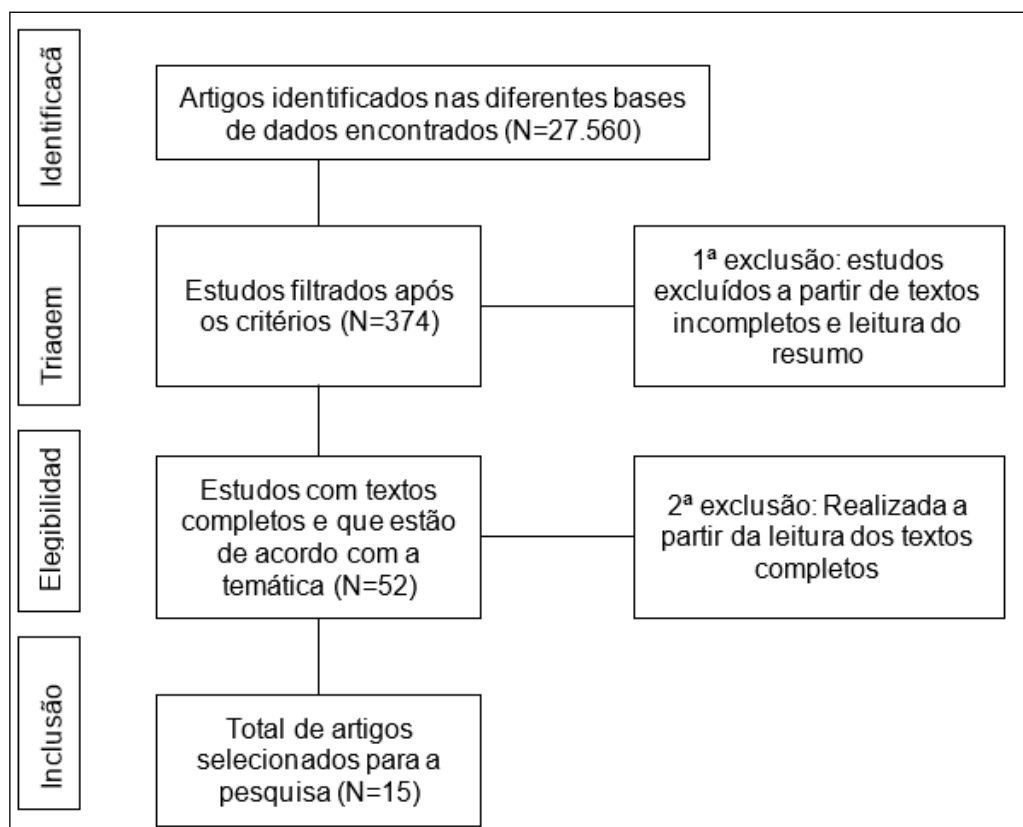 Identificaçã
Artigos identificados nas diferentes bases
de dados encontrados (N=27.560)
Triagem
Estudos filtrados após
os critérios (N=374)
1ª exclusão: estudos
excluídos a partir de textos
incompletos e leitura do
resumo
Elegibilidad
Estudos com textos
completos e que estão
de acordo com a
temática (N=52)
2ª exclusão: Realizada a
partir da leitura dos textos
completos
Inclusão
Total de artigos
selecionados para a
pesquisa (N=15)